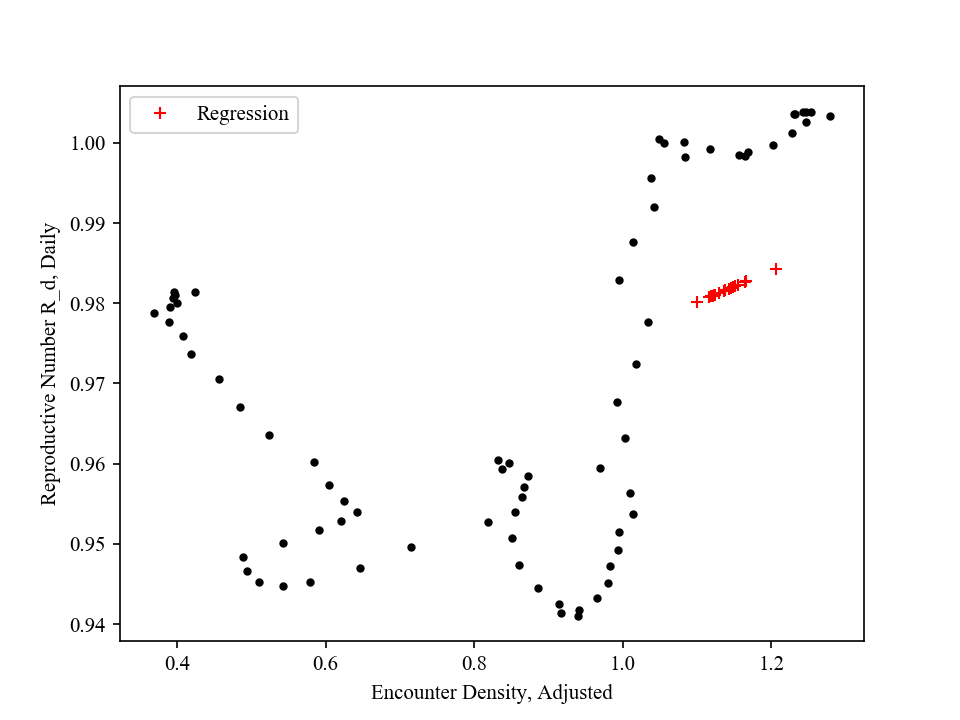 Regression
1.00
0.99
0.98
0.97
0.96
0.95
0.94
Reproductive Number R_d, Daily
0.4 0.6 0.8 1.0 1.2
Encounter Density, Adjusted